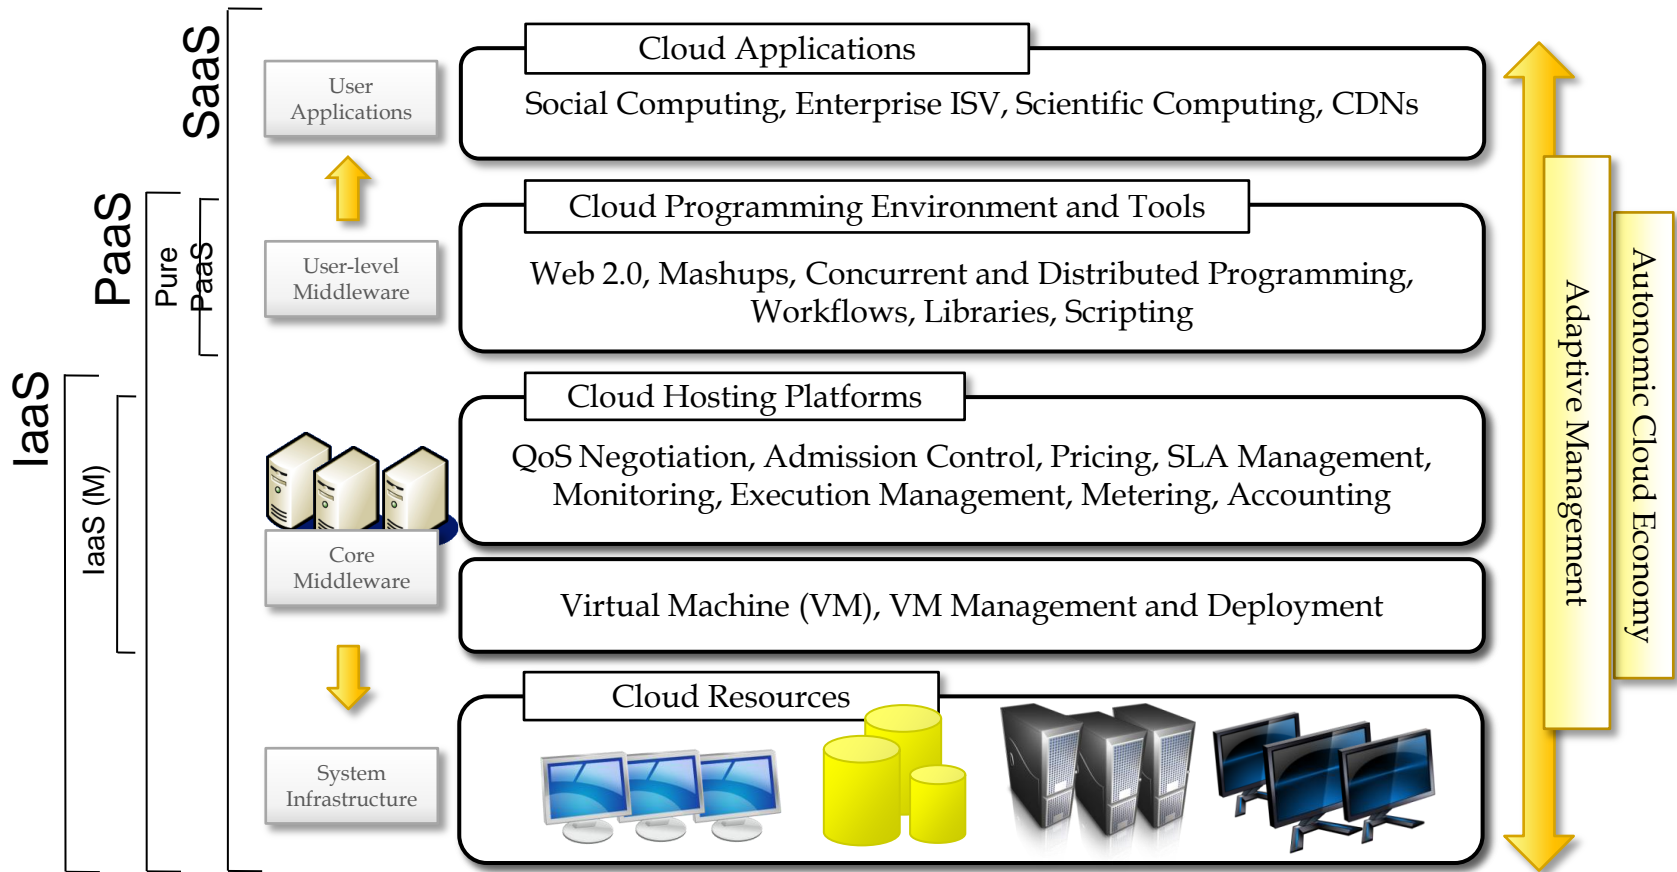 SaaS
PaaS
Pure
PaaS
IaaS
IaaS (M)
User
Applications
Cloud Applications
Social Computing, Enterprise ISV, Scientific Computing, CDNs
User-level
Middleware
Cloud Programming Environment and Tools
Web 2.0, Mashups, Concurrent and Distributed Programming,
Workflows, Libraries, Scripting
Cloud Hosting Platforms
QoS Negotiation, Admission Control, Pricing, SLA Management,
Monitoring, Execution Management, Metering, Accounting
Core
Middleware
Virtual Machine (VM), VM Management and Deployment
Cloud Resources
System
Infrastructure
Adaptive Management
Autonomic Cloud Economy